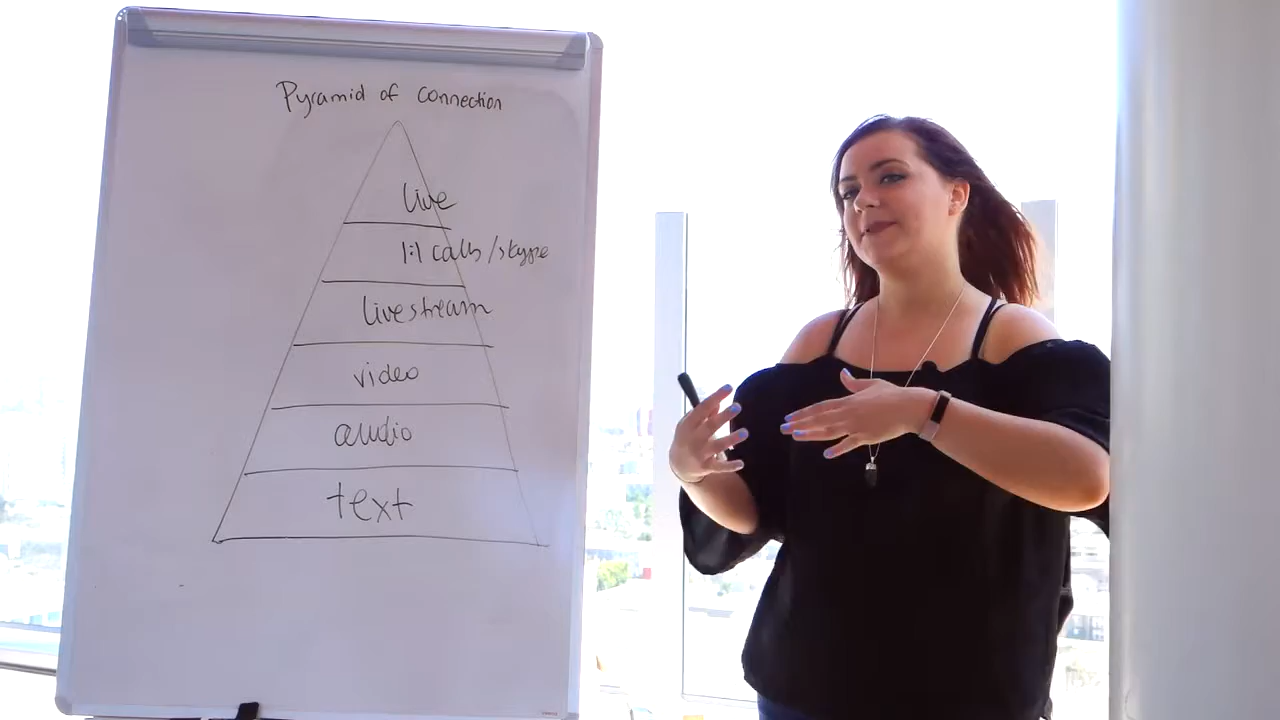 Pyramid of connection
live
1:1 calls/skype
livestream
video
audio
text